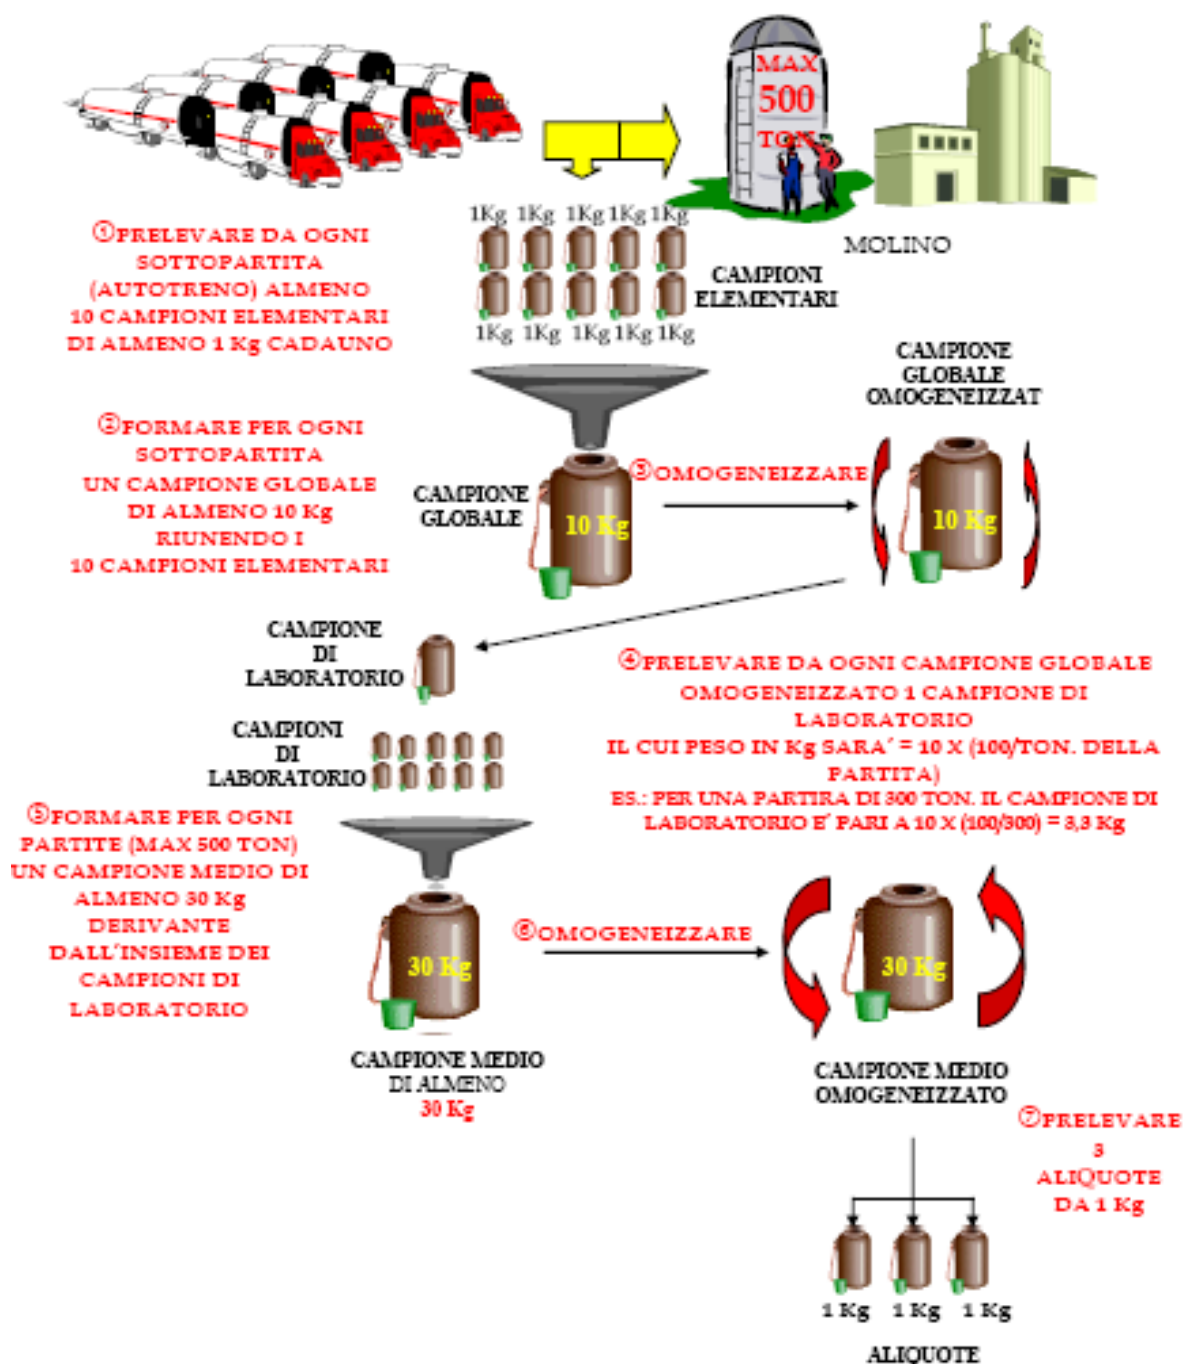 MAX
500
TON
MOLINO
1Kg 1Kg 1Kg 1Kg 1Kg
CAMPIONI
ELEMENTARI
1Kg 1Kg 1Kg 1Kg 1Kg
①PRELEVARE DA OGNI
SOTTOPARTITA
(AUTOTRENO) ALMENO
10 CAMPIONI ELEMENTARI
DI ALMENO 1 Kg CADAUNO
②FORMARE PER OGNI
SOTTOPARTITA
UN CAMPIONE GLOBALE
DI ALMENO 10 Kg
RIUNENDO I
10 CAMPIONI ELEMENTARI
CAMPIONE
GLOBALE
10 Kg
③OMOGENEIZZARE
CAMPIONE
GLOBALE
OMOGENEIZZAT
10 Kg
CAMPIONE
DI
LABORATORIO
CAMPIONI
DI
LABORATORIO
④PRELEVARE DA OGNI CAMPIONE GLOBALE
OMOGENEIZZATO 1 CAMPIONE DI
LABORATORIO
IL CUI PESO IN Kg SARA´ = 10 X (100/TON. DELLA
PARTITA)
ES.: PER UNA PARTIRA DI 300 TON. IL CAMPIONE DI
LABORATORIO E´ PARI A 10 X (100/300) = 3,3 Kg
⑤FORMARE PER OGNI
PARTITE (MAX 500 TON)
UN CAMPIONE MEDIO DI
ALMENO 30 Kg
DERIVANTE
DALL´INSIEME DEI
CAMPIONI DI
LABORATORIO
30 Kg
CAMPIONE MEDIO
DI ALMENO
30 Kg
⑥OMOGENEIZZARE
30 Kg
CAMPIONE MEDIO
OMOGENEIZZATO
⑦PRELEVARE
3
ALIQUOTE
DA 1 Kg
1 Kg 1 Kg 1 Kg
ALIQUOTE